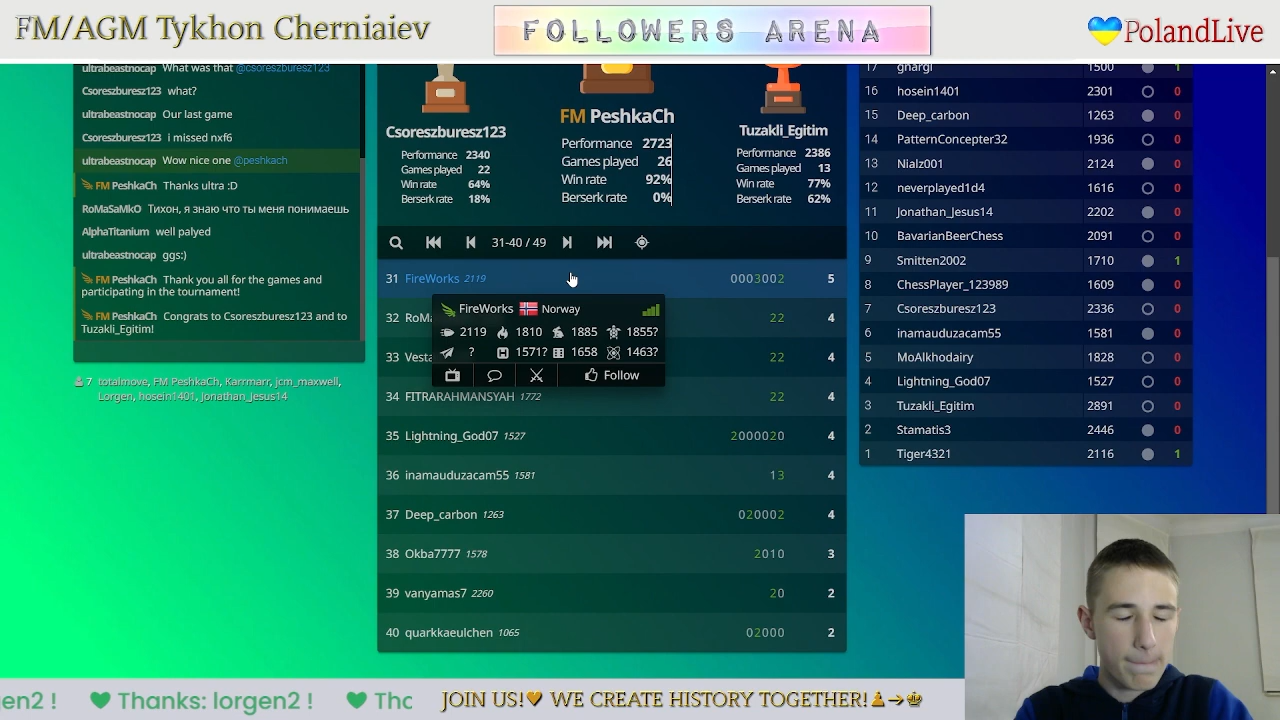 FM/AGM Tykhon Cherniaiev
FOLLOWERS ARENA
PolandLive
ultrabeastnocap What was that @csoreszburesz123
Csoreszburesz123 what?
ultrabeastnocap Our last game
Csoreszburesz123 i missed nxf6
ultrabeastnocap Wow nice one @peshkach
FM PeshkaCh Thanks ultra :D
RoMaSaMkO Тихон, я знаю что ты меня понимаешь
AlphaTitanium well palyed
ultrabeastnocap ggs:)
FM PeshkaCh Thank you all for the games and
participating in the tournament!
FM PeshkaCh Congrats to Csoreszburesz123 and to
Tuzakli_Egitim!
7 totalmove, FM PeshkaCh, Karrmarr, jcm_maxwell,
Lorgen, hosein1401, Jonathan_Jesus14
Csoreszburesz123
Performance 2340
Games played 22
Win rate 64%
Berserk rate 18%
FM PeshkaCh
Performance 2723
Games played 26
Win rate 92%
Berserk rate 0%
Tuzakli_Egitim
Performance 2386
Games played 13
Win rate 77%
Berserk rate 62%
31-40 / 49
31 FireWorks 2119 0003002 5
32 RoMa 22 4
33 Vesta 22 4
34 FITRARAHMANSYAH 1772 22 4
35 Lightning_God07 1527 2000020 4
36 inamauduzacam55 1581 13 4
37 Deep_carbon 1263 020002 4
38 Okba7777 1578 2010 3
39 vanyamas7 2260 20 2
40 quarkkaeulchen 1065 02000 2
FireWorks Norway
2119 1810 1885 1855?
? 1571? 1658 1463?
Follow
17 gnargl 1500 1
16 hosein1401 2301 0
15 Deep_carbon 1263 0
14 PatternConcepter32 1936 0
13 Nialz001 2124 0
12 neverplayed1d4 1616 0
11 Jonathan_Jesus14 2202 0
10 BavarianBeerChess 2091 0
9 Smitten2002 1710 1
8 ChessPlayer_123989 1609 0
7 Csoreszburesz123 2336 0
6 inamauduzacam55 1581 0
5 MoAlkhodairy 1828 0
4 Lightning_God07 1527 0
3 Tuzakli_Egitim 2891 0
2 Stamatis3 2446 0
1 Tiger4321 2116 1
gen2 ! Thanks: lorgen2 ! Tha
JOIN US! WE CREATE HISTORY TOGETHER!